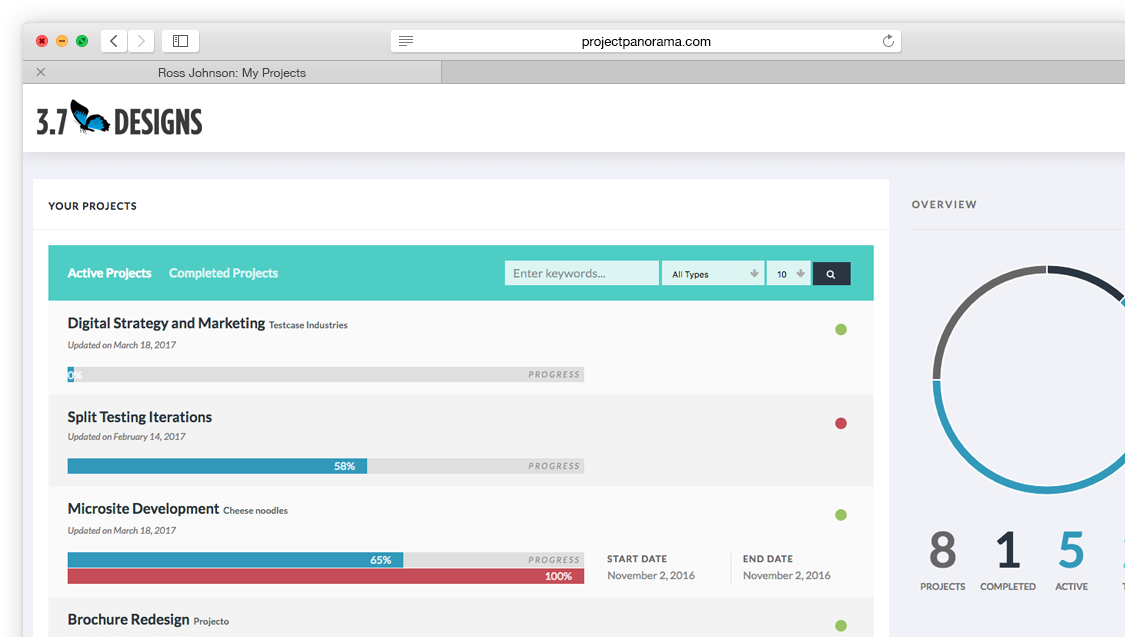 projectpanorama.com
Ross Johnson: My Projects
3.7 DESIGNS
YOUR PROJECTS
OVERVIEW
Active Projects Completed Projects Enter keywords... All Types 10
Digital Strategy and Marketing Testcase Industries
Updated on March 18, 2017
0% PROGRESS
Split Testing Iterations
Updated on February 14, 2017
58% PROGRESS
Microsite Development Cheese noodles
Updated on March 18, 2017
65% PROGRESS
100%
START DATE END DATE
November 2, 2016 November 2, 2016
Brochure Redesign Projecto
8 1 5
PROJECTS COMPLETED ACTIVE